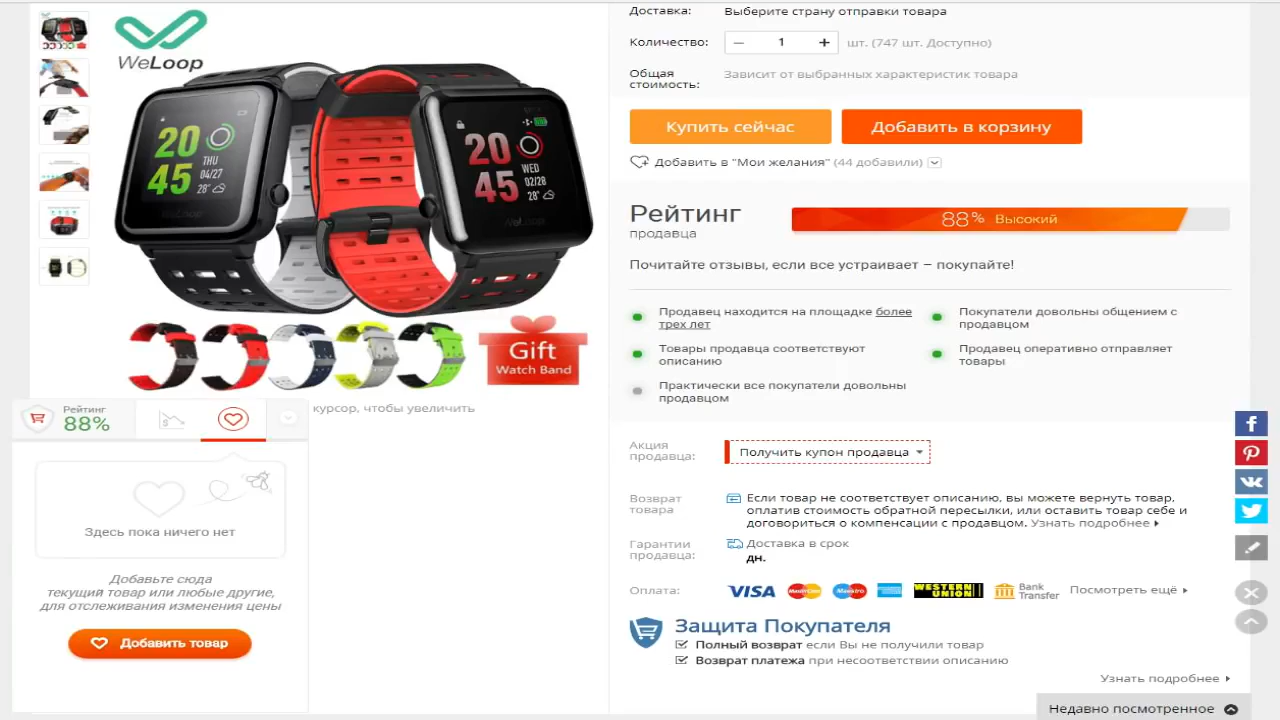 WeLoop
20
45
THU
04/27
28°
WeLoop
20
45
WED
02/28
28°
WeLoop
Gift
Watch Band
курсор, чтобы увеличить
Рейтинг
88%
Здесь пока ничего нет
Добавьте сюда
текущий товар или любые другие,
для отслеживания изменения цены
Добавить товар
Доставка: Выберите страну отправки товара
Количество: − 1 + шт. (747 шт. Доступно)
Общая
стоимость:
Зависит от выбранных характеристик товара
Купить сейчас
Добавить в корзину
Добавить в "Мои желания" (44 добавили)
Рейтинг
продавца
88% Высокий
Почитайте отзывы, если все устраивает – покупайте!
Продавец находится на площадке более
трех лет
Покупатели довольны общением с
продавцом
Товары продавца соответствуют
описанию
Продавец оперативно отправляет
товары
Практически все покупатели довольны
продавцом
Акция
продавца:
Получить купон продавца
Возврат
товара
Если товар не соответствует описанию, вы можете вернуть товар,
оплатив стоимость обратной пересылки, или оставить товар себе и
договориться о компенсации с продавцом. Узнать подробнее
Гарантии
продавца:
Доставка в срок
дн.
Оплата:
VISA
MasterCard
Maestro
WESTERN
UNION
Bank
Transfer
Посмотреть ещё
Защита Покупателя
Полный возврат если Вы не получили товар
Возврат платежа при несоответствии описанию
Узнать подробнее
Недавно посмотренное